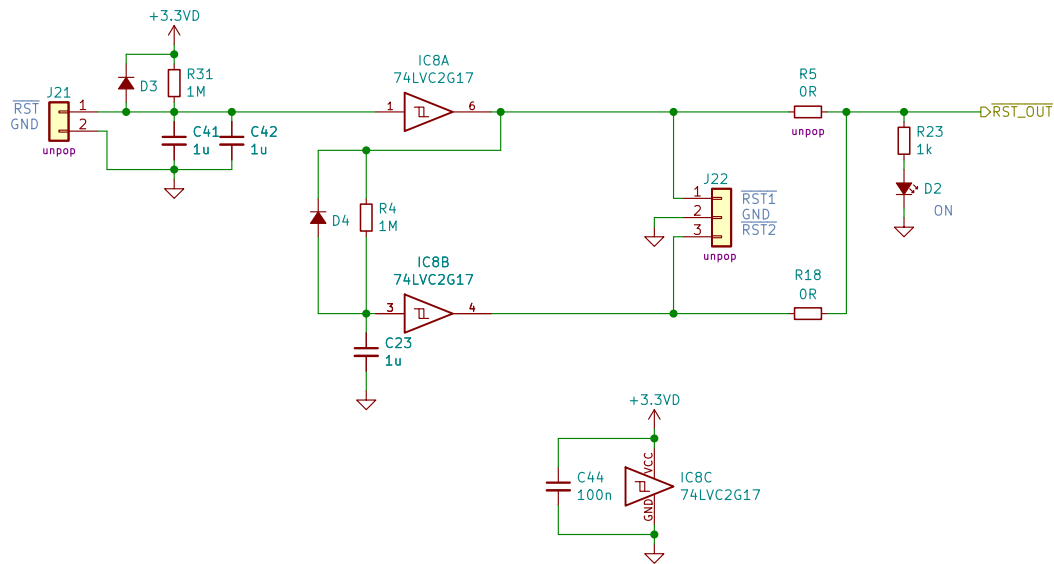 +3.3VD
D3
R31
1M
J21
RST
GND
1
2
unpop
C41
1u
C42
1u
IC8A
74LVC2G17
1
6
D4
R4
1M
IC8B
74LVC2G17
3
4
C23
1u
J22
1
2
3
RST1
GND
RST2
unpop
R5
0R
unpop
R18
0R
RST_OUT
R23
1k
D2
ON
+3.3VD
C44
100n
VCC
GND
IC8C
74LVC2G17